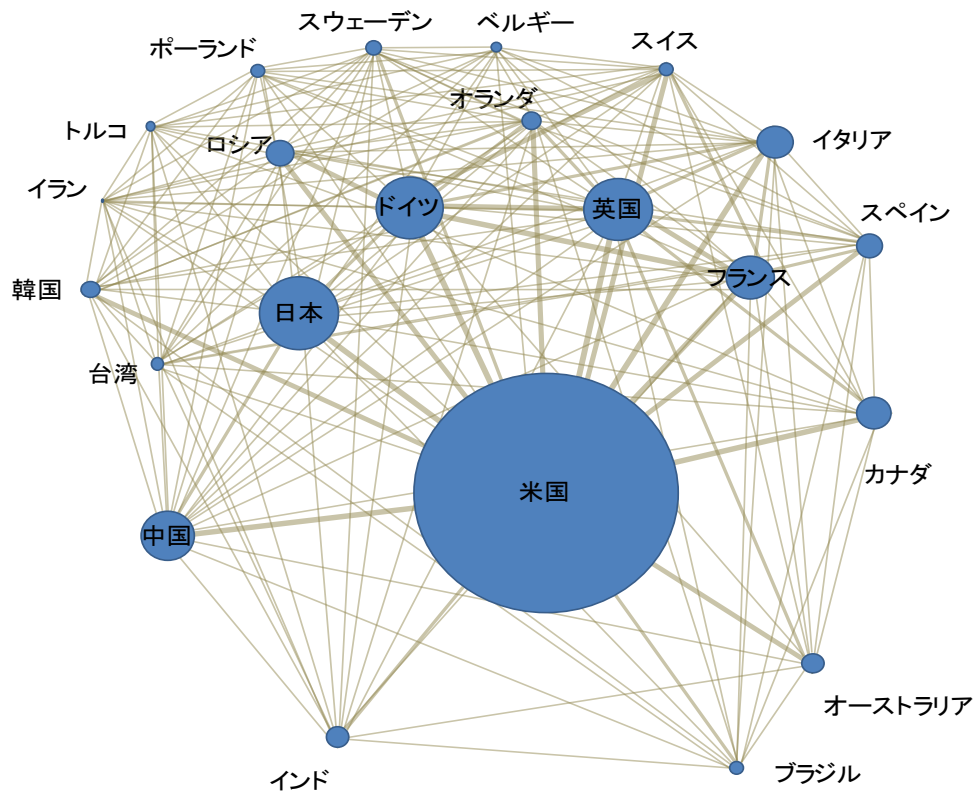 スウェーデン
ベルギー
スイス
ポーランド
オランダ
トルコ
ロシア
イタリア
イラン
ドイツ
英国
スペイン
韓国
日本
フランス
台湾
カナダ
米国
中国
オーストラリア
インド
ブラジル